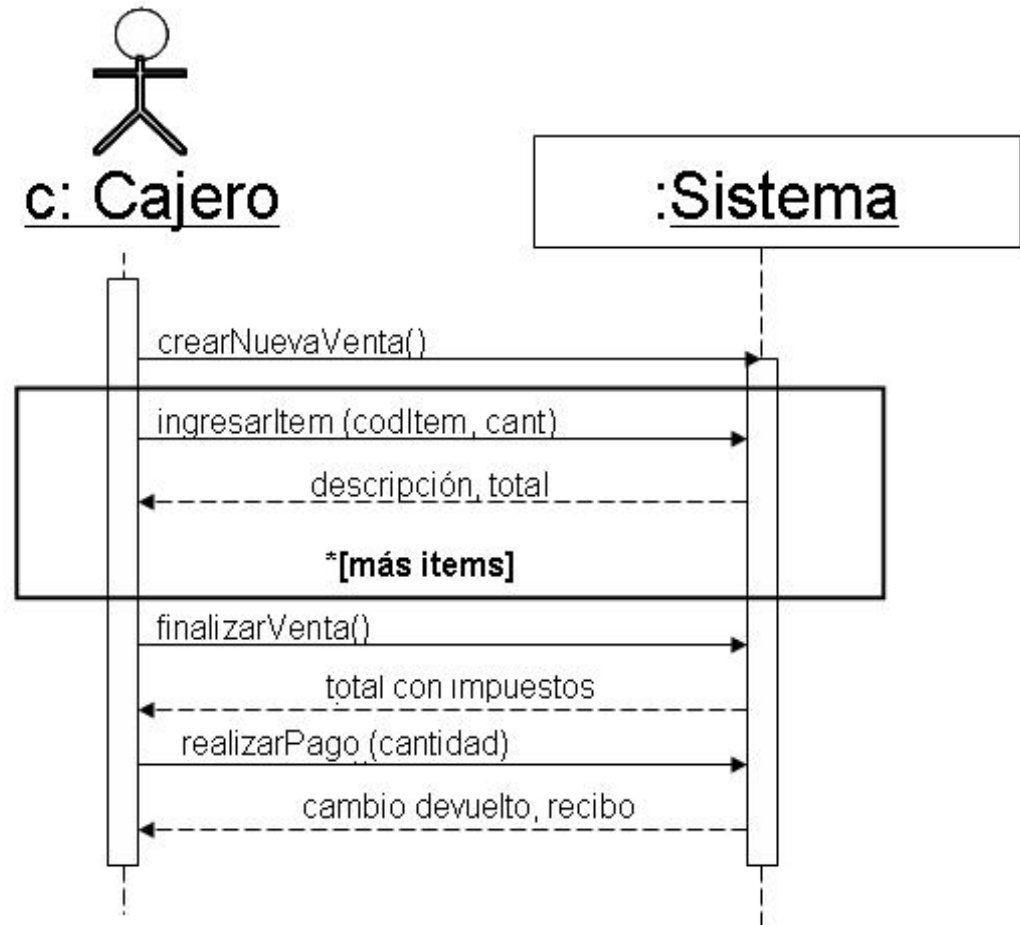 c: Cajero
:Sistema
crearNuevaVenta()
ingresarItem (codItem, cant)
descripción, total
*[más items]
finalizarVenta()
total con impuestos
realizarPago (cantidad)
cambio devuelto, recibo